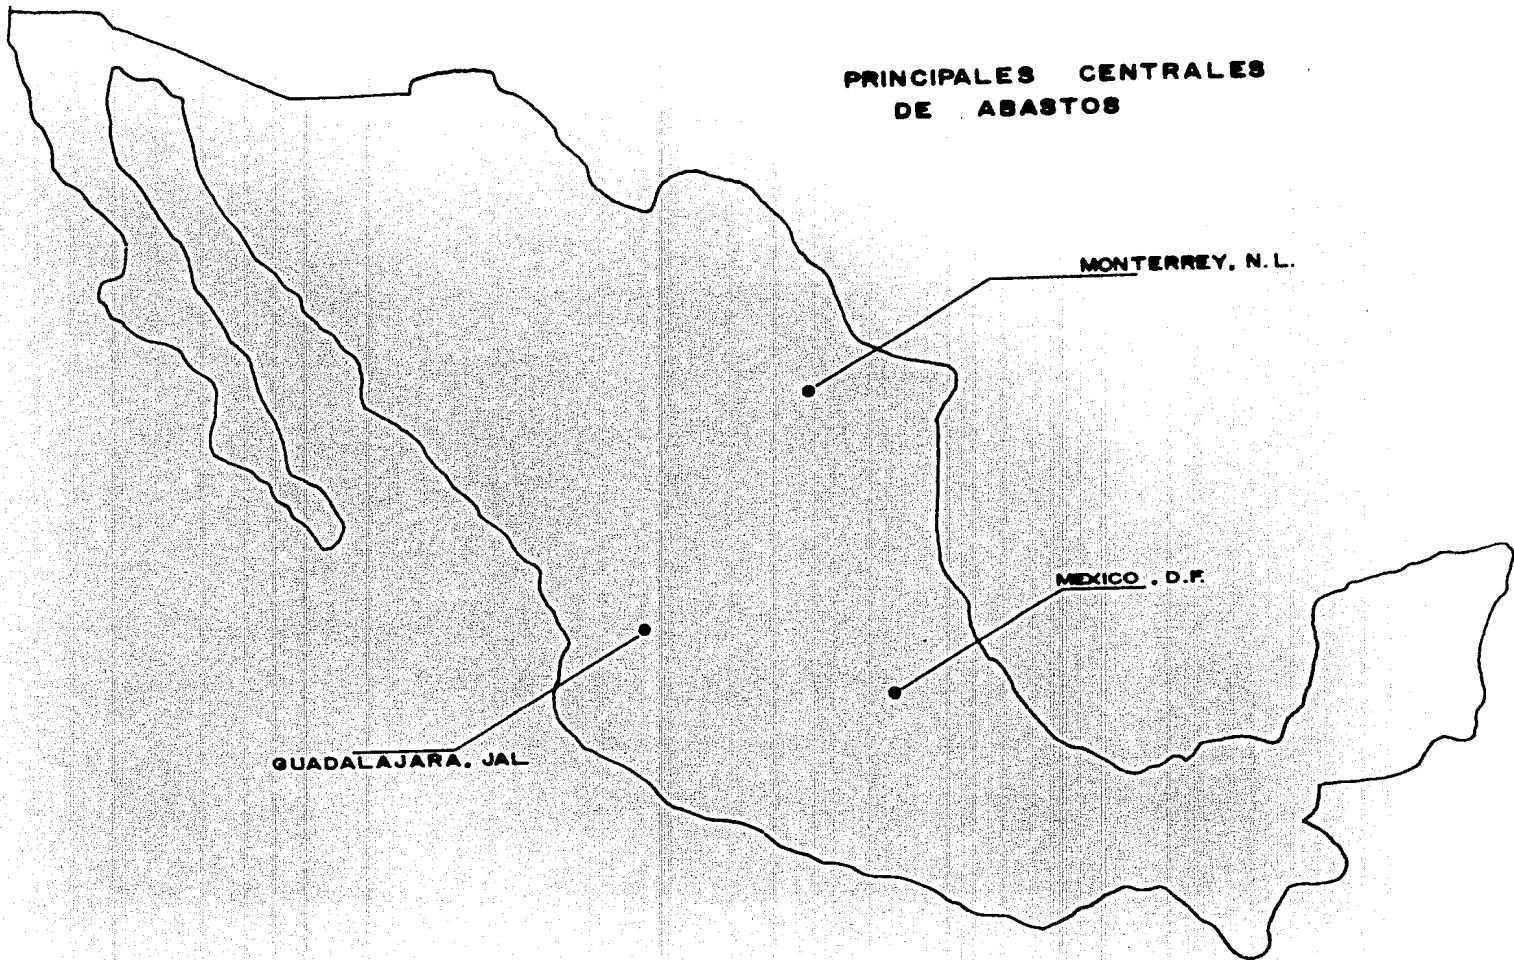 PRINCIPALES CENTRALES
DE ABASTOS
MONTERREY, N.L.
MEXICO, D.F.
GUADALAJARA, JAL